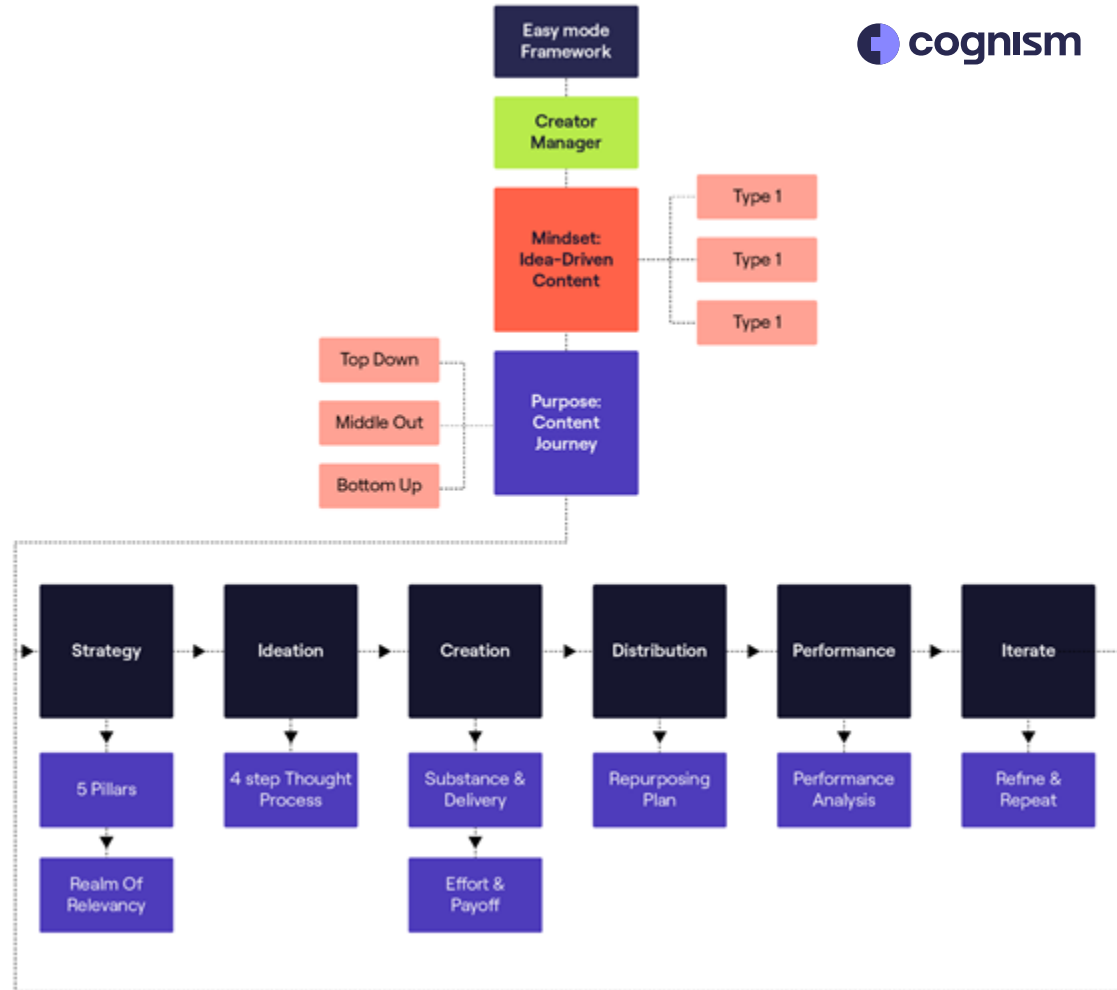 Easy mode
Framework
cognism
Creator
Manager
Mindset:
Idea-Driven
Content
Type 1
Type 1
Type 1
Top Down
Middle Out
Bottom Up
Purpose:
Content
Journey
Strategy
Ideation
Creation
Distribution
Performance
Iterate
5 Pillars
4 step Thought
Process
Substance &
Delivery
Repurposing
Plan
Performance
Analysis
Refine &
Repeat
Realm Of
Relevancy
Effort &
Payoff